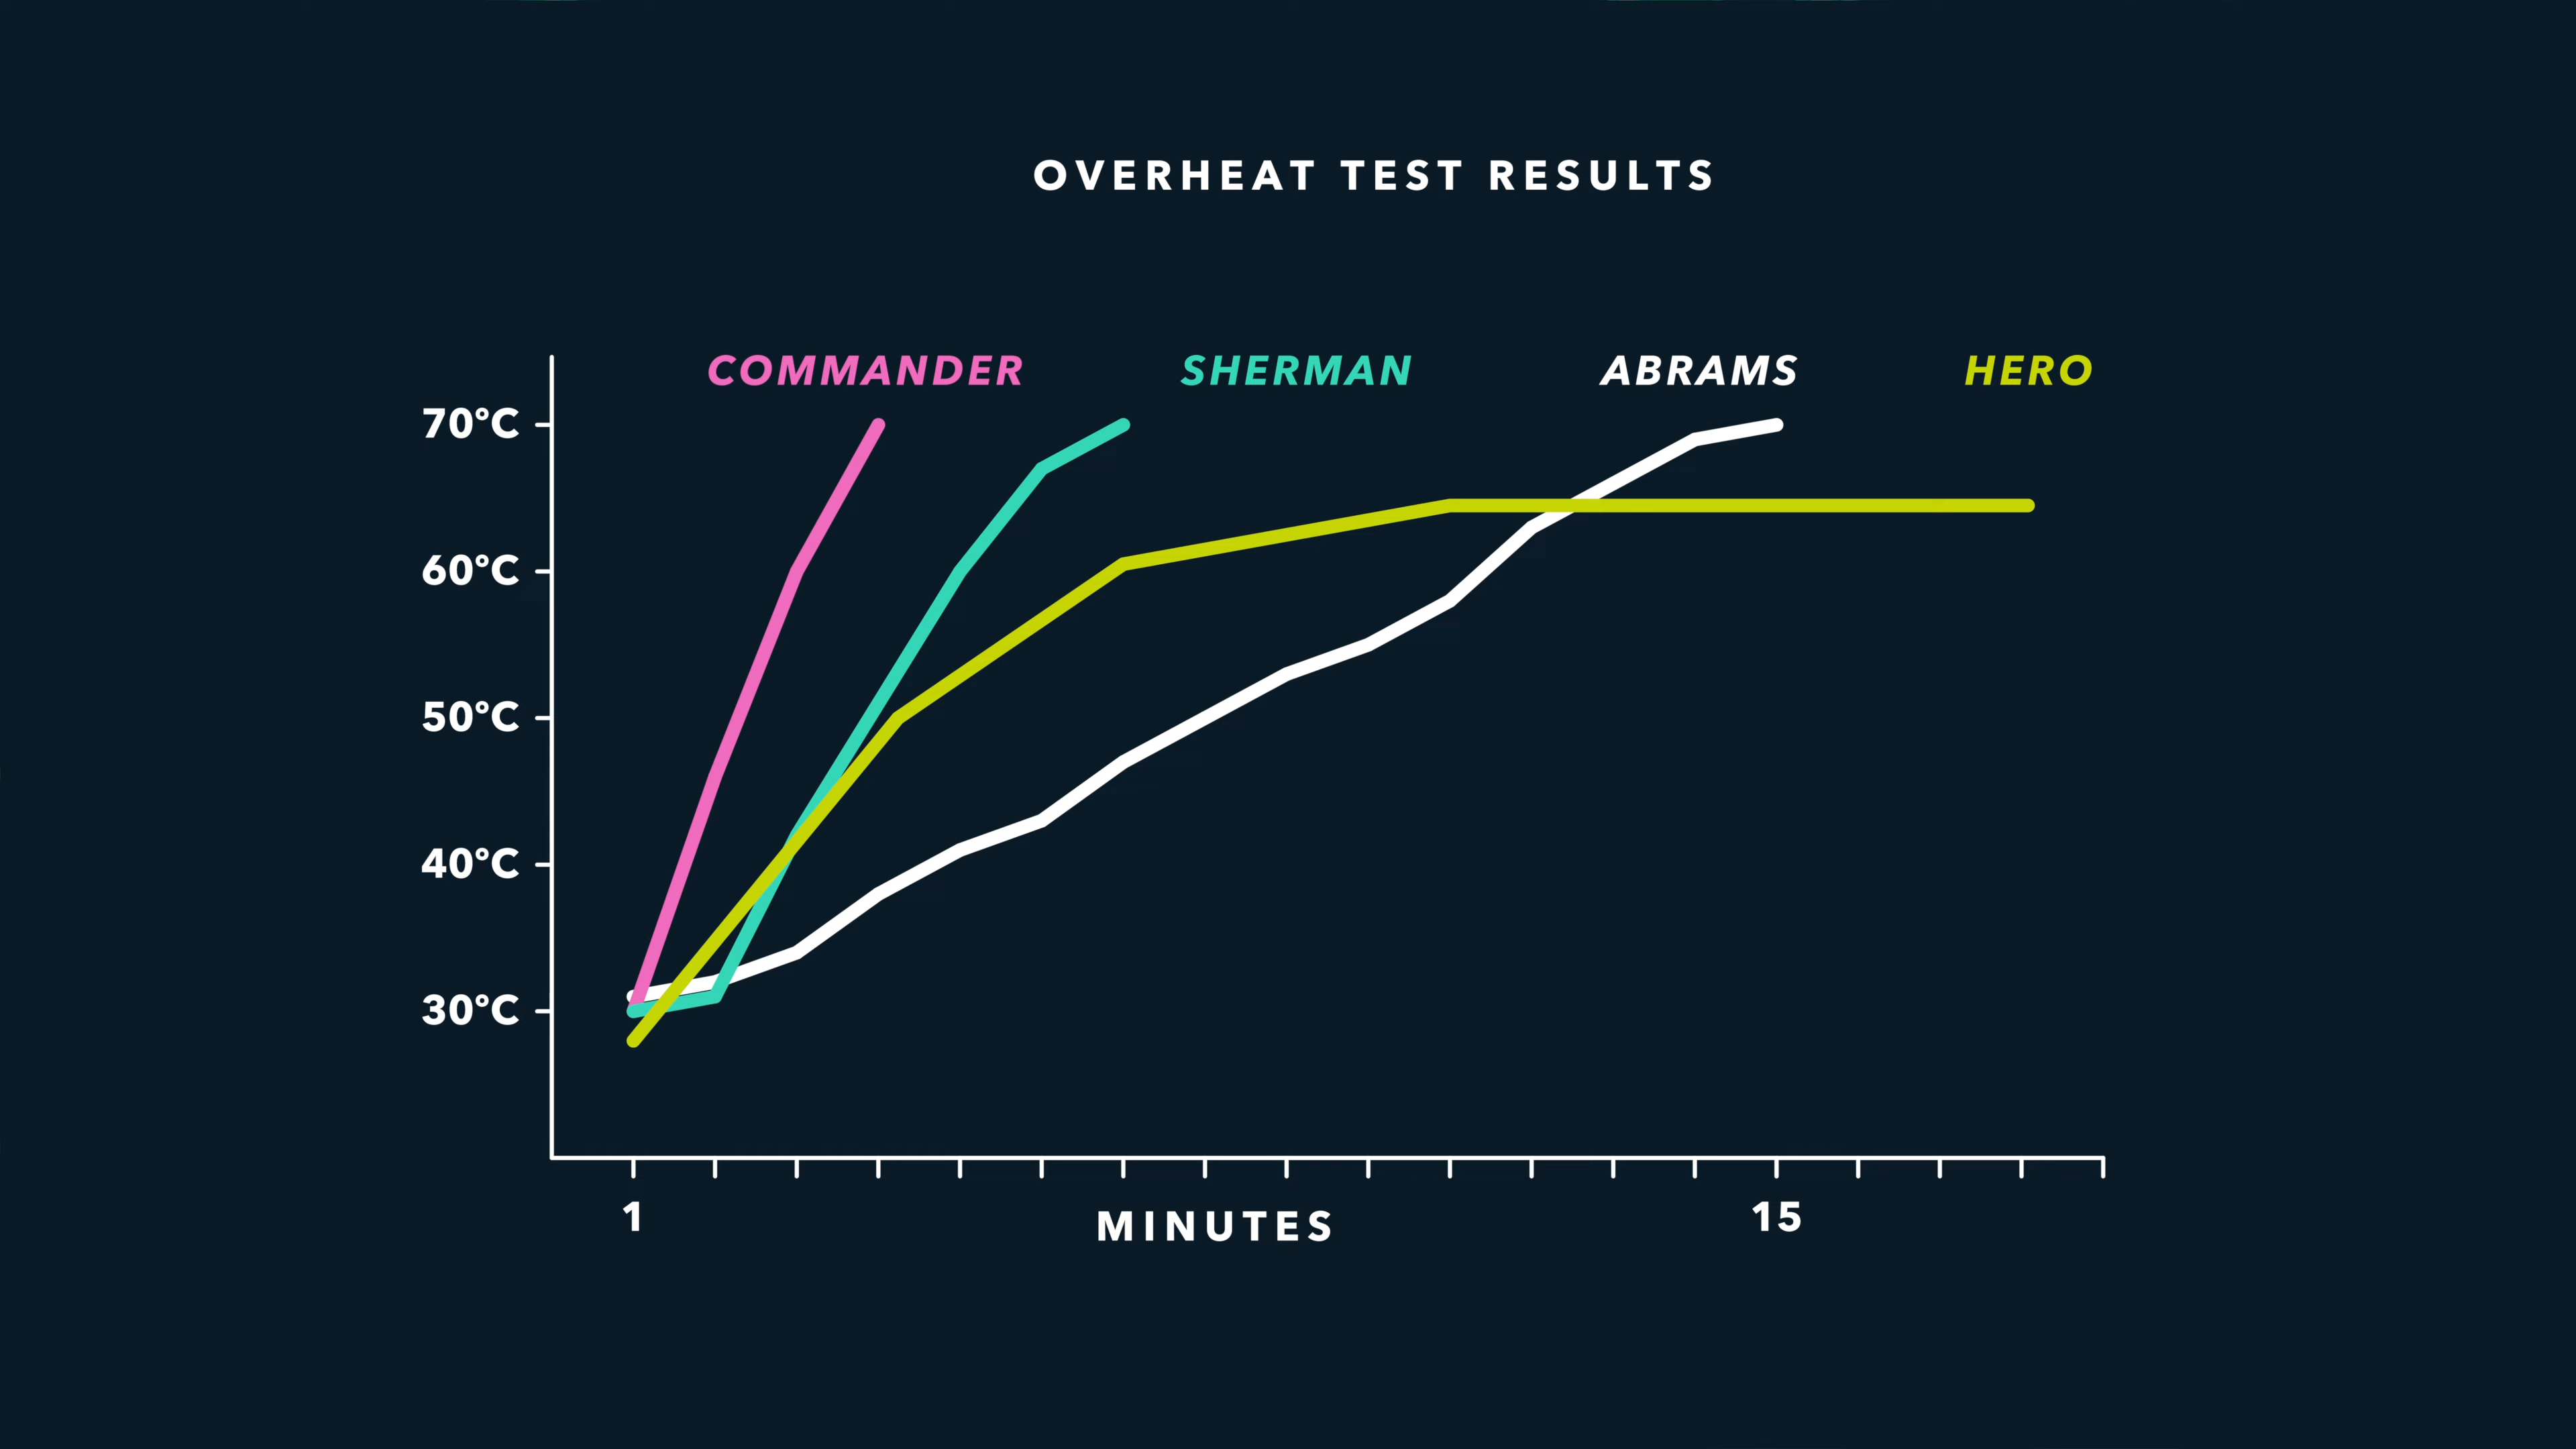 OVERHEAT TEST RESULTS
COMMANDER SHERMAN ABRAMS HERO
70°C
60°C
50°C
40°C
30°C
1 15
MINUTES